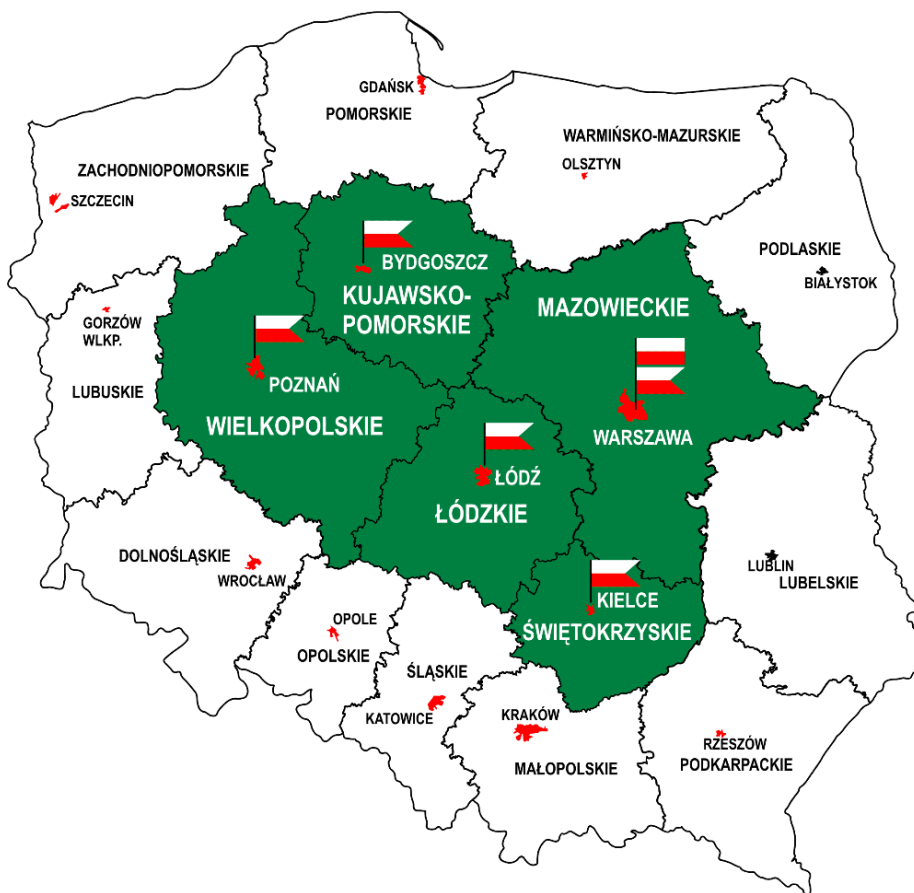 GDAŃSK
POMORSKIE
WARMIŃSKO-MAZURSKIE
OLSZTYN
ZACHODNIOPOMORSKIE
SZCZECIN
PODLASKIE
BIAŁYSTOK
BYDGOSZCZ
KUJAWSKO-
POMORSKIE
MAZOWIECKIE
WARSZAWA
GORZÓW
WLKP.
LUBUSKIE
POZNAŃ
WIELKOPOLSKIE
ŁÓDŹ
ŁÓDZKIE
DOLNOŚLĄSKIE
WROCŁAW
LUBLIN
LUBELSKIE
KIELCE
ŚWIĘTOKRZYSKIE
OPOLE
OPOLSKIE
ŚLĄSKIE
KATOWICE
KRAKÓW
MAŁOPOLSKIE
RZESZÓW
PODKARPACKIE